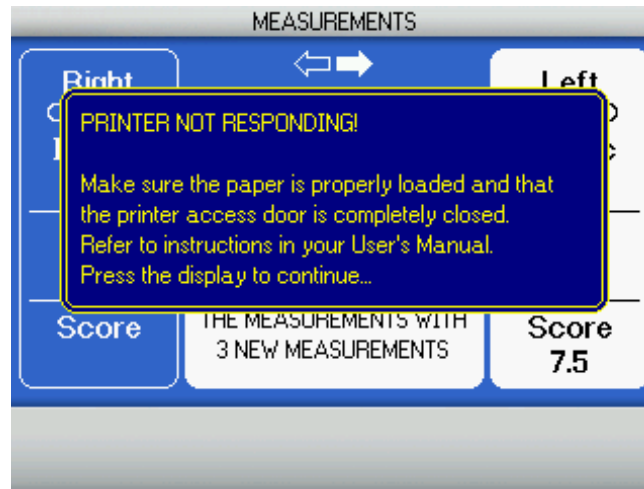 MEASUREMENTS
Right
Left
PRINTER NOT RESPONDING!
Make sure the paper is properly loaded and that
the printer access door is completely closed.
Refer to instructions in your User's Manual.
Press the display to continue...
THE MEASUREMENTS WITH
3 NEW MEASUREMENTS
Score
Score
7.5